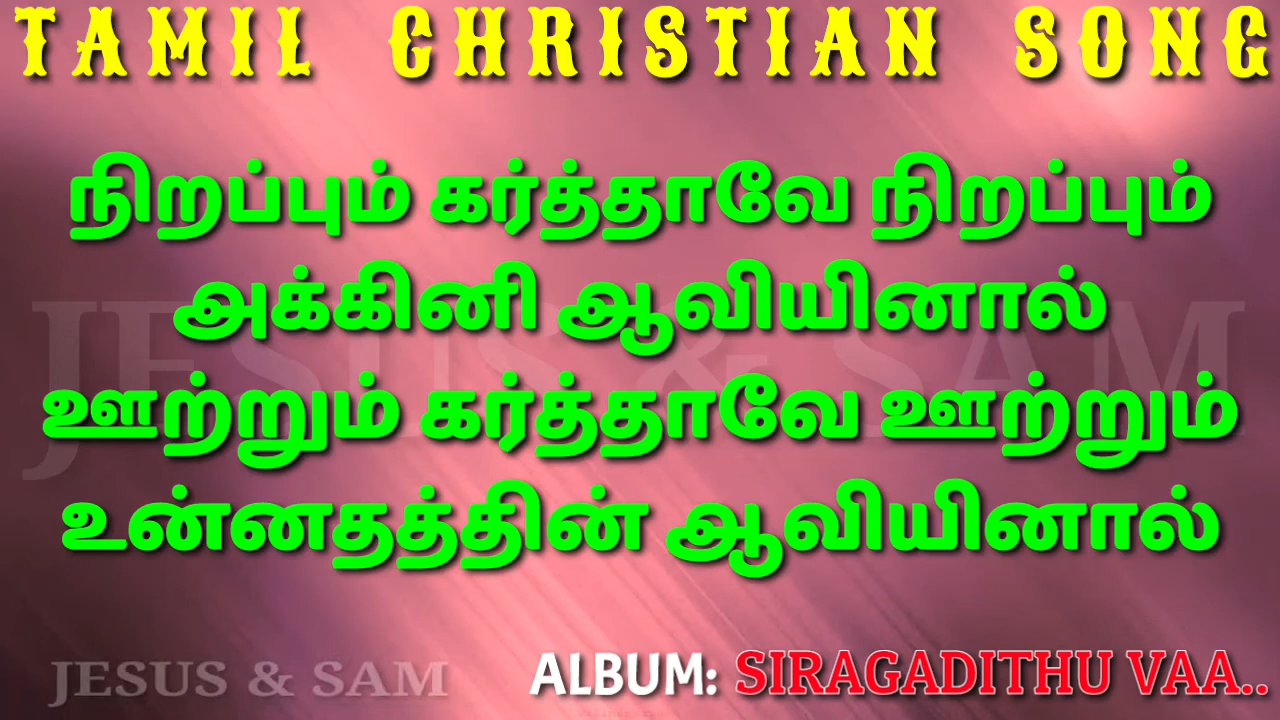 TAMIL CHRISTIAN SONG
நிறப்பும் கர்த்தாவே நிறப்பும்
அக்கினி ஆவியினால்
JESUS & SAM
ஊற்றும் கர்த்தாவே ஊற்றும்
உன்னதத்தின் ஆவியினால்
JESUS & SAM
ALBUM: SIRAGADITHU VAA..